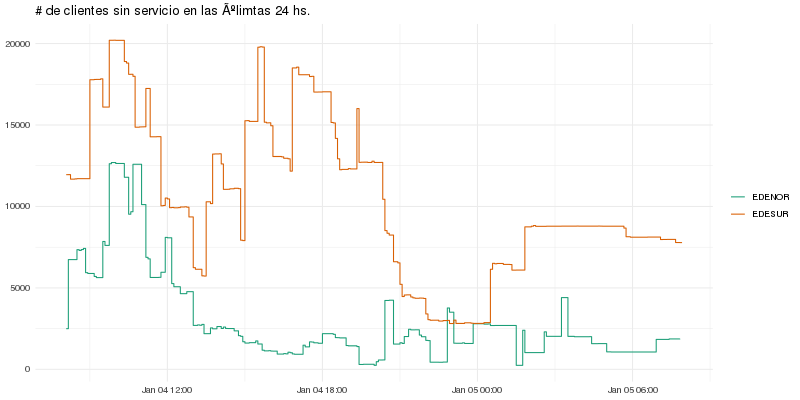 # de clientes sin servicio en las Ãºlimtas 24 hs.
20000
15000
10000
5000
0
Jan 04 12:00
Jan 04 18:00
Jan 05 00:00
Jan 05 06:00
EDENOR
EDESUR